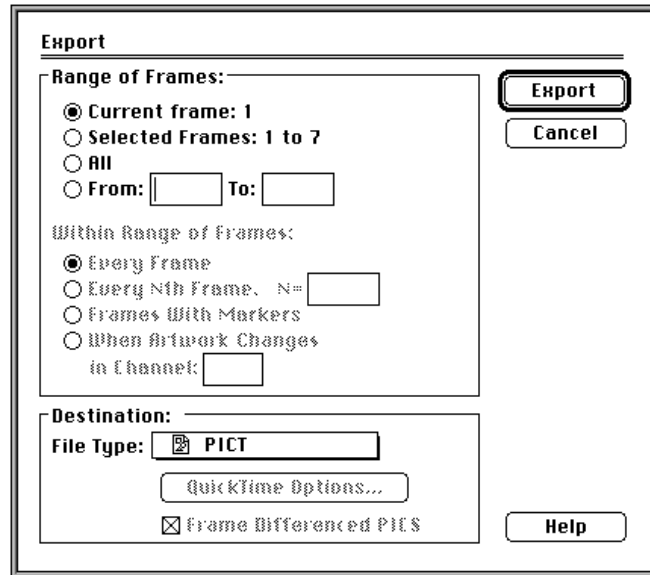 Export
Range of Frames:
Current frame: 1
Selected Frames: 1 to 7
All
From: To:
Within Range of Frames:
Every Frame
Every Nth Frame, N=
Frames With Markers
When Artwork Changes
in Channel:
Destination:
File Type: PICT
QuickTime Options...
Frame Differenced PICS
Export
Cancel
Help